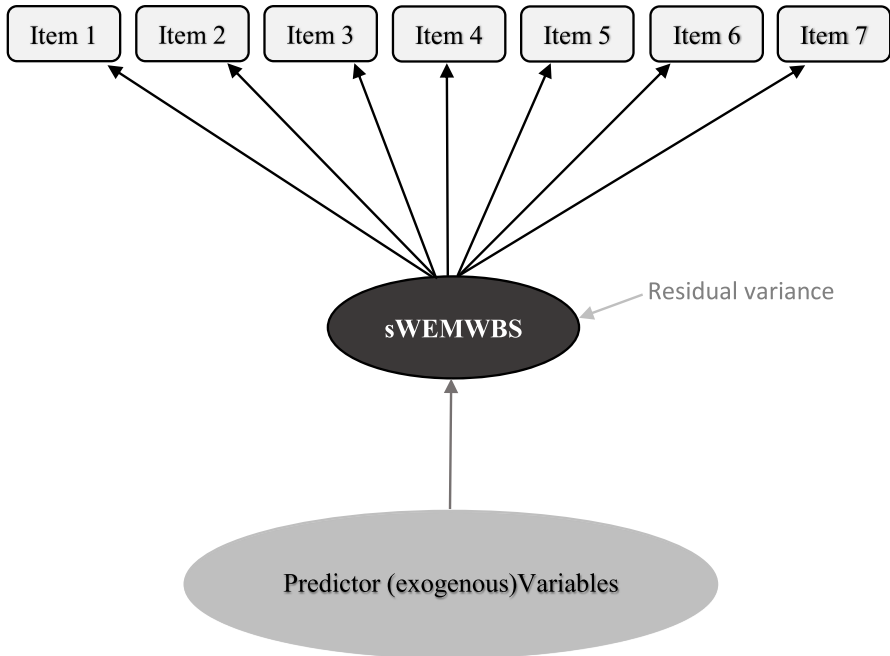 Item 1
Item 2
Item 3
Item 4
Item 5
Item 6
Item 7
Residual variance
sWEMWBS
Predictor (exogenous)Variables